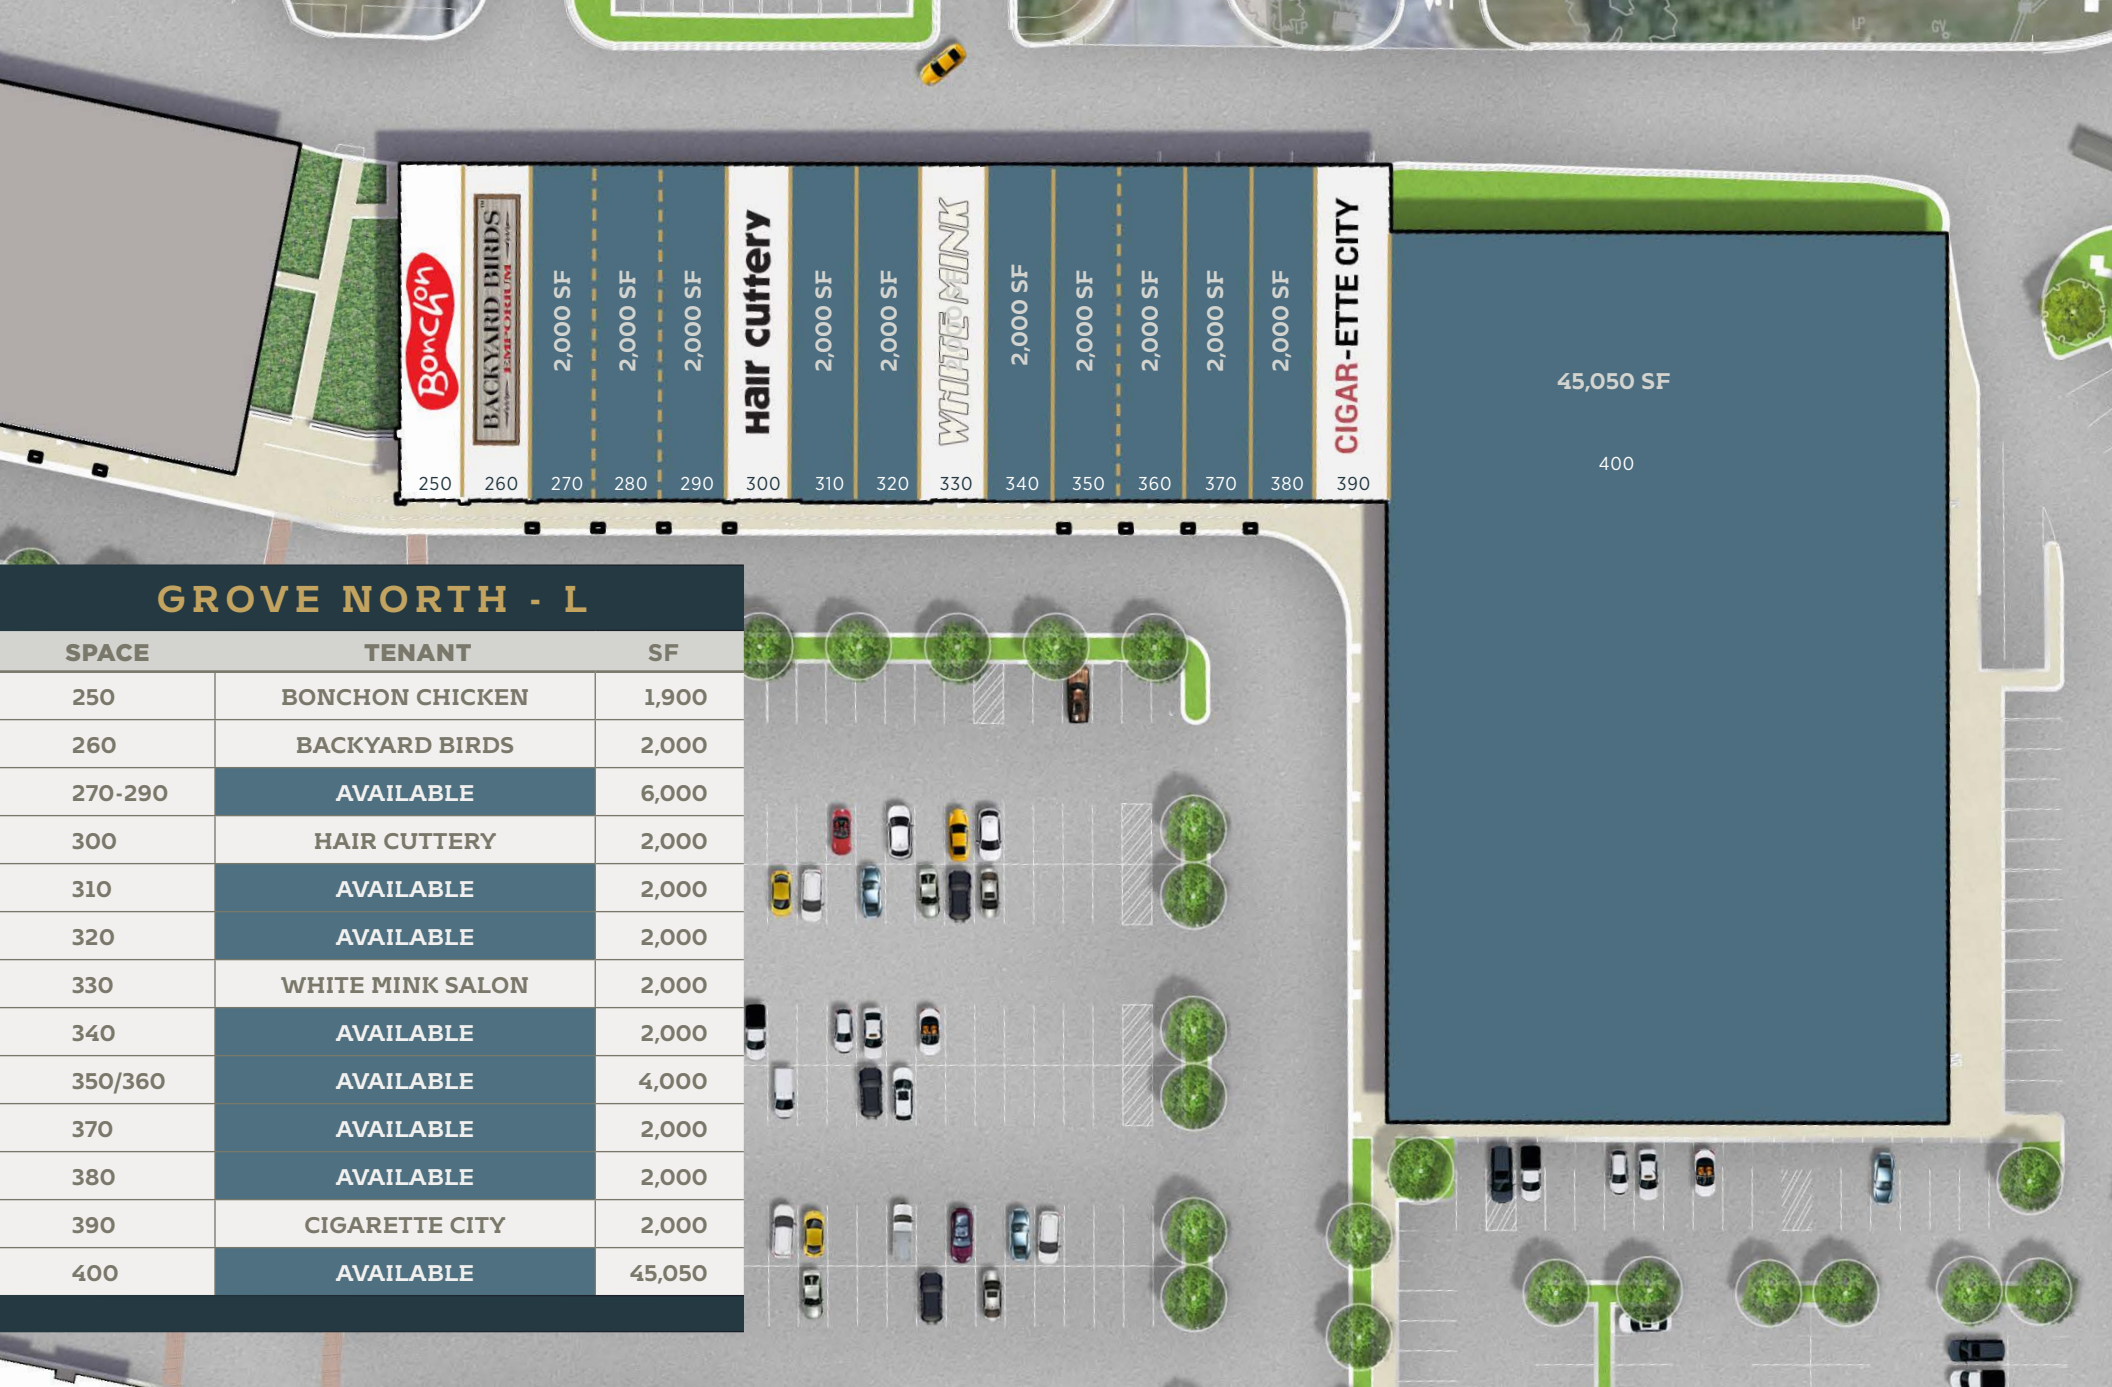 LP
CV
LP
Bonchon
BACKYARD BIRDS™
EMPORIUM
2,000 SF
2,000 SF
2,000 SF
Hair cuttery
2,000 SF
2,000 SF
WHITE MINK
2,000 SF
2,000 SF
2,000 SF
2,000 SF
2,000 SF
CIGAR-ETTE CITY
45,050 SF
400
250 260 270 280 290 300 310 320 330 340 350 360 370 380 390
GROVE NORTH - L
SPACE TENANT SF
250 BONCHON CHICKEN 1,900
260 BACKYARD BIRDS 2,000
270-290 AVAILABLE 6,000
300 HAIR CUTTERY 2,000
310 AVAILABLE 2,000
320 AVAILABLE 2,000
330 WHITE MINK SALON 2,000
340 AVAILABLE 2,000
350/360 AVAILABLE 4,000
370 AVAILABLE 2,000
380 AVAILABLE 2,000
390 CIGARETTE CITY 2,000
400 AVAILABLE 45,050